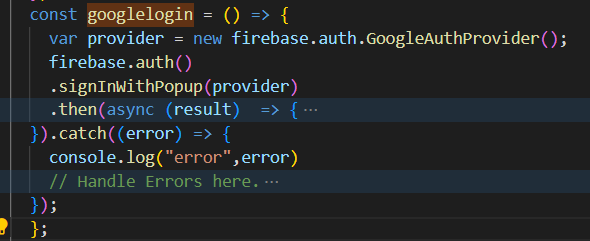 const googlelogin = () => {
var provider = new firebase.auth.GoogleAuthProvider();
firebase.auth()
.signInWithPopup(provider)
.then(async (result)  => {⋯
}).catch((error) => {
console.log("error",error)
// Handle Errors here.⋯
});
};